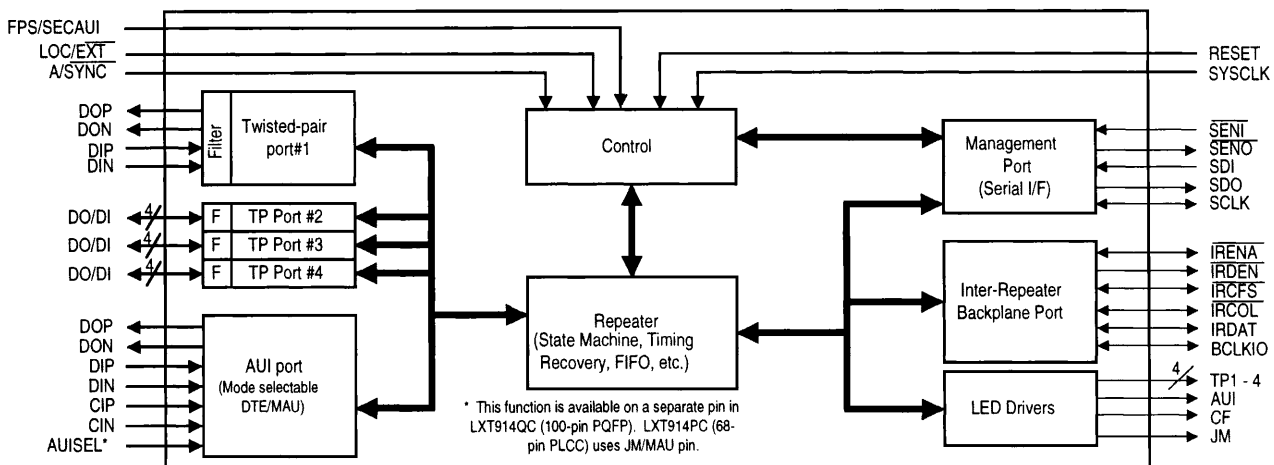 FPS/SECAUI
LOC/EXT
A/SYNC
RESET
SYSCLK
DOP
DON
DIP
DIN
Filter
Twisted-pair
port#1
Control
Management
Port
(Serial I/F)
SENI
SENO
SDI
SDO
SCLK
DO/DI
4
F
TP Port #2
DO/DI
4
F
TP Port #3
DO/DI
4
F
TP Port #4
Repeater
(State Machine, Timing
Recovery, FIFO, etc.)
Inter-Repeater
Backplane Port
IRENA
IRDEN
IRCFS
IRCOL
IRDAT
BCLKIO
DOP
DON
DIP
DIN
CIP
CIN
AUISEL*
AUI port
(Mode selectable
DTE/MAU)
* This function is available on a separate pin in
LXT914QC (100-pin PQFP). LXT914PC (68-
pin PLCC) uses JM/MAU pin.
LED Drivers
4
TP1 - 4
AUI
CF
JM